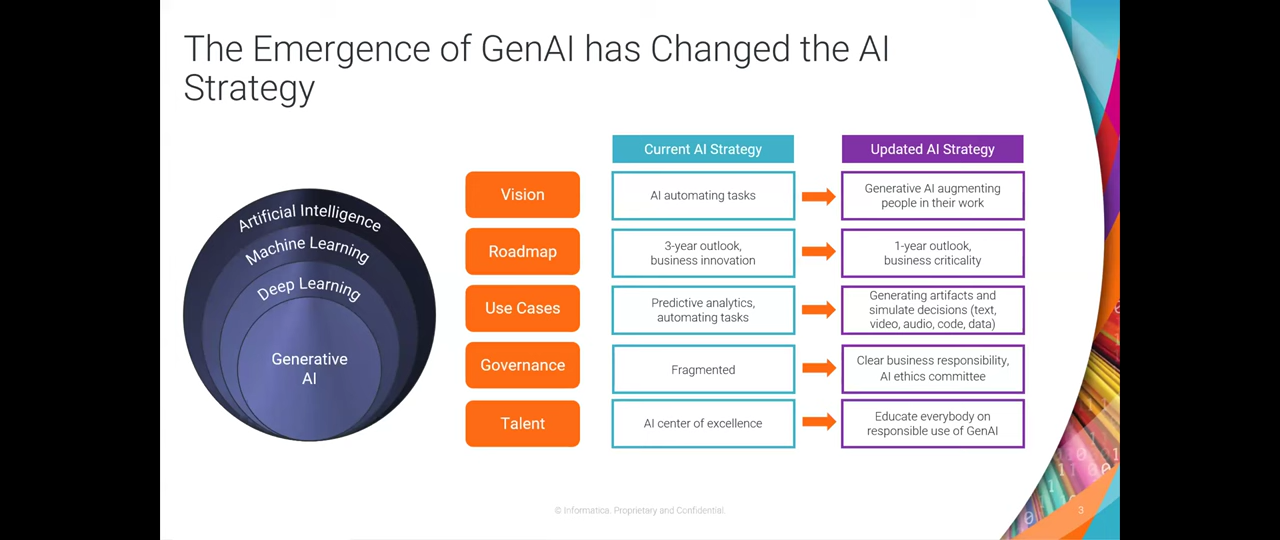 The Emergence of GenAI has Changed the AI
Strategy
Artificial Intelligence
Machine Learning
Deep Learning
Generative
AI
Current AI Strategy
Updated AI Strategy
Vision
AI automating tasks
Generative AI augmenting
people in their work
Roadmap
3-year outlook,
business innovation
1-year outlook,
business criticality
Use Cases
Predictive analytics,
automating tasks
Generating artifacts and
simulate decisions (text,
video, audio, code, data)
Governance
Fragmented
Clear business responsibility,
AI ethics committee
Talent
AI center of excellence
Educate everybody on
responsible use of GenAI
© Informatica. Proprietary and Confidential.
3